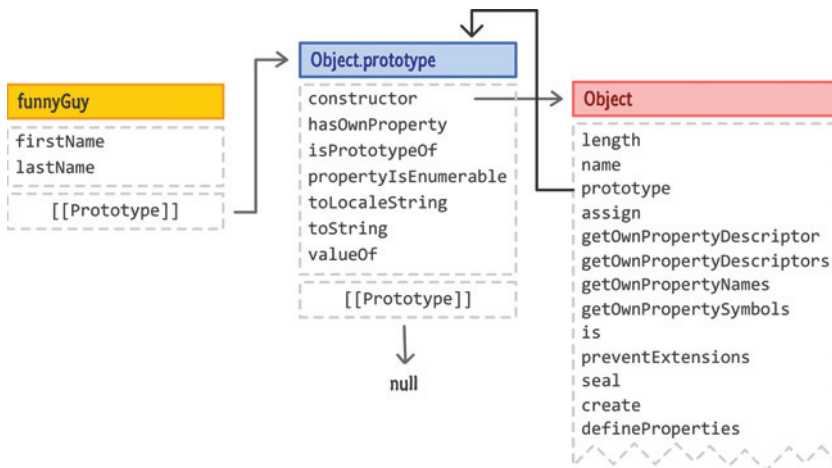 funnyGuy
firstName
lastName
[[Prototype]]
Object.prototype
constructor
hasOwnProperty
isPrototypeOf
propertyIsEnumerable
toLocaleString
toString
valueOf
[[Prototype]]
null
Object
length
name
prototype
assign
getOwnPropertyDescriptor
getOwnPropertyDescriptors
getOwnPropertyNames
getOwnPropertySymbols
is
preventExtensions
seal
create
defineProperties